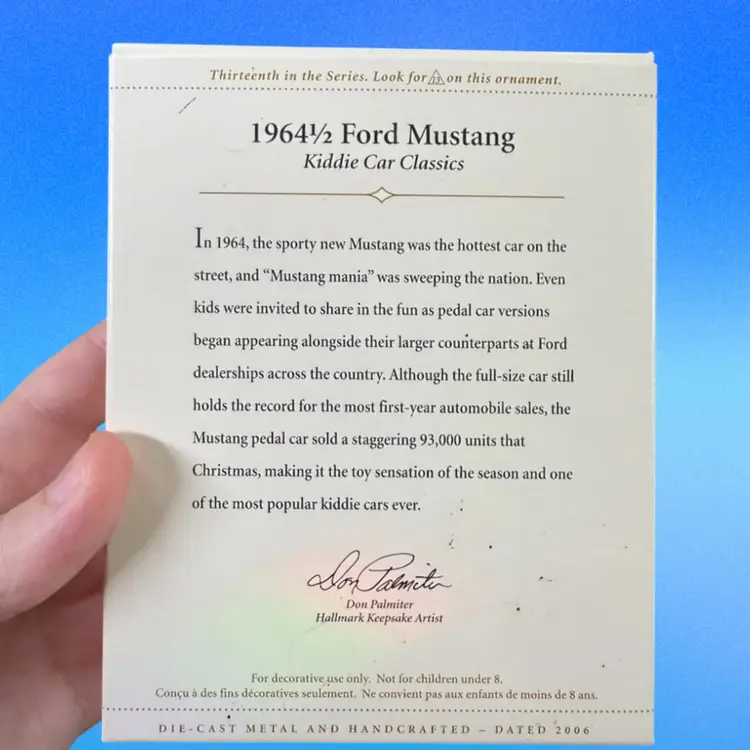 Thirteenth in the Series. Look for 13 on this ornament.
1964½ Ford Mustang
Kiddie Car Classics
In 1964, the sporty new Mustang was the hottest car on the
street, and “Mustang mania” was sweeping the nation. Even
kids were invited to share in the fun as pedal car versions
began appearing alongside their larger counterparts at Ford
dealerships across the country. Although the full-size car still
holds the record for the most first-year automobile sales, the
Mustang pedal car sold a staggering 93,000 units that
Christmas, making it the toy sensation of the season and one
of the most popular kiddie cars ever.
Don Palmiter
Don Palmiter
Hallmark Keepsake Artist
For decorative use only. Not for children under 8.
Conçu à des fins décoratives seulement. Ne convient pas aux enfants de moins de 8 ans.
DIE-CAST METAL AND HANDCRAFTED – DATED 2006